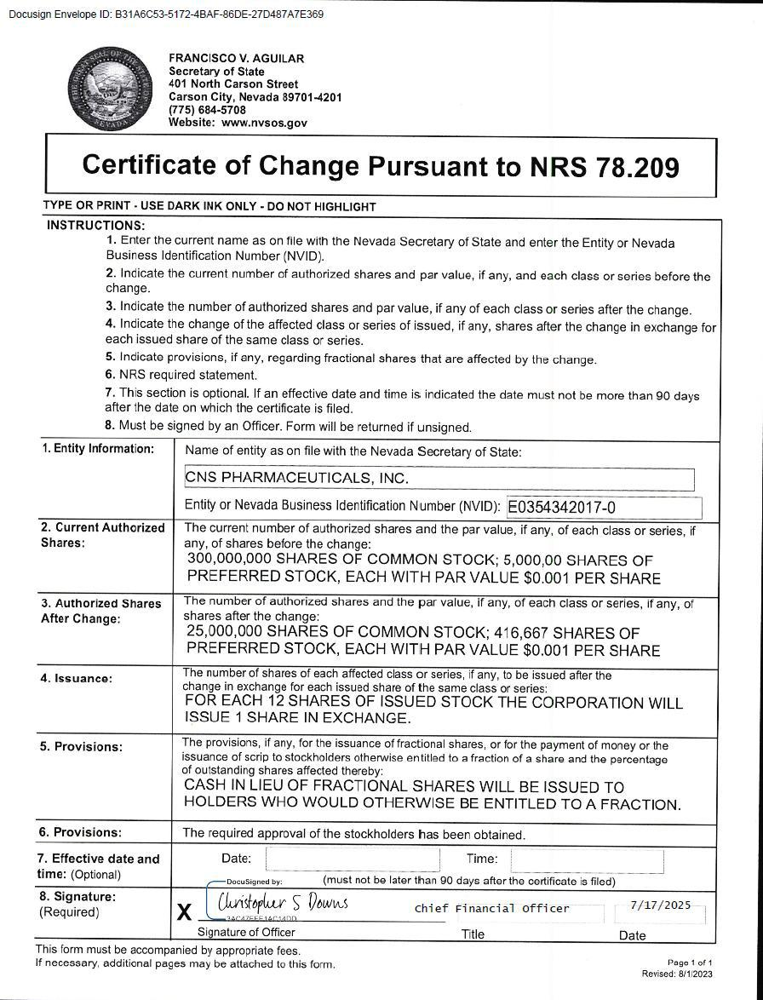 Docusign Envelope ID: B31A6C53-5172-4BAF-86DE-27D487A7E369
FRANCISCO V. AGUILAR
Secretary of State
401 North Carson Street
Carson City, Nevada 89701-4201
(775) 684-5708
Website: www.nvsos.gov
Certificate of Change Pursuant to NRS 78.209
TYPE OR PRINT - USE DARK INK ONLY - DO NOT HIGHLIGHT
INSTRUCTIONS:
1. Enter the current name as on file with the Nevada Secretary of State and enter the Entity or Nevada
Business Identification Number (NVID).
2. Indicate the current number of authorized shares and par value, if any, and each class or series before the
change.
3. Indicate the number of authorized shares and par value, if any of each class or series after the change.
4. Indicate the change of the affected class or series of issued, if any, shares after the change in exchange for
each issued share of the same class or series.
5. Indicate provisions, if any, regarding fractional shares that are affected by the change.
6. NRS required statement.
7. This section is optional. If an effective date and time is indicated the date must not be more than 90 days
after the date on which the certificate is filed.
8. Must be signed by an Officer. Form will be returned if unsigned.
1. Entity Information:
Name of entity as on file with the Nevada Secretary of State:
CNS PHARMACEUTICALS, INC.
Entity or Nevada Business Identification Number (NVID): E0354342017-0
2. Current Authorized
Shares:
The current number of authorized shares and the par value, if any, of each class or series, if
any, of shares before the change:
300,000,000 SHARES OF COMMON STOCK; 5,000,00 SHARES OF
PREFERRED STOCK, EACH WITH PAR VALUE $0.001 PER SHARE
3. Authorized Shares
After Change:
The number of authorized shares and the par value, if any, of each class or series, if any, of
shares after the change:
25,000,000 SHARES OF COMMON STOCK; 416,667 SHARES OF
PREFERRED STOCK, EACH WITH PAR VALUE $0.001 PER SHARE
4. Issuance:
The number of shares of each affected class or series, if any, to be issued after the
change in exchange for each issued share of the same class or series:
FOR EACH 12 SHARES OF ISSUED STOCK THE CORPORATION WILL
ISSUE 1 SHARE IN EXCHANGE.
5. Provisions:
The provisions, if any, for the issuance of fractional shares, or for the payment of money or the
issuance of scrip to stockholders otherwise entitled to a fraction of a share and the percentage
of outstanding shares affected thereby:
CASH IN LIEU OF FRACTIONAL SHARES WILL BE ISSUED TO
HOLDERS WHO WOULD OTHERWISE BE ENTITLED TO A FRACTION.
6. Provisions:
The required approval of the stockholders has been obtained.
7. Effective date and
time: (Optional)
Date: Time:
(must not be later than 90 days after the certificate is filed)
8. Signature:
(Required)
DocuSigned by:
X Christopher S Downs
Chief Financial Officer
7/17/2025
Signature of Officer
Title
Date
This form must be accompanied by appropriate fees.
If necessary, additional pages may be attached to this form.
Page 1 of 1
Revised: 8/1/2023